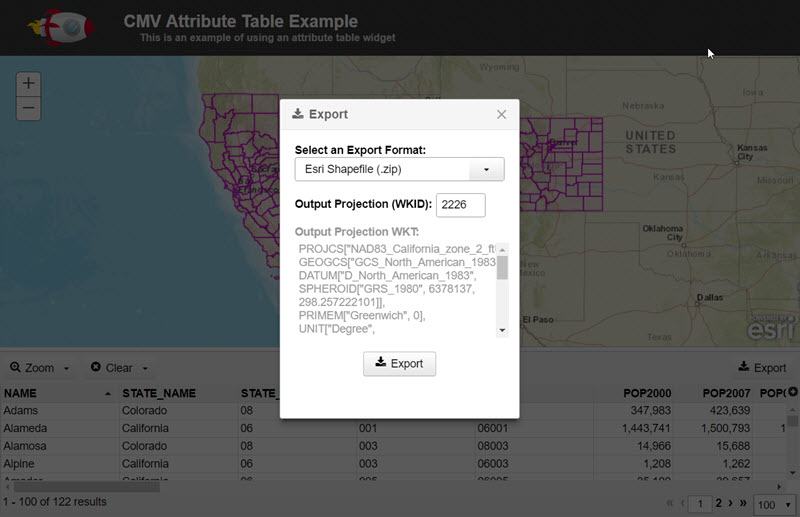 CMV Attribute Table Example
This is an example of using an attribute table widget
+
−
Wyoming
Iowa
Nebraska
UNITED
STATES
Denver
Kansas
City
Kansas
Missouri
Oklahoma
City
Oklahoma
Arkansas
New
Mexico
Dallas
El Paso
Texas
esri
Export
Select an Export Format:
Esri Shapefile (.zip)
Output Projection (WKID): 2226
Output Projection WKT:
PROJCS["NAD83_California_zone_2_ft
GEOGCS["GCS_North_American_1983
DATUM["D_North_American_1983",
SPHEROID["GRS_1980", 6378137,
298.257222101]],
PRIMEM["Greenwich", 0],
UNIT["Degree",
Export
Zoom Clear Export
NAME STATE_NAME POP2000 POP2007
Adams Colorado 08 347,983 423,639
Alameda California 06 001 06001 1,443,741 1,500,793 1
Alamosa Colorado 08 003 08003 14,966 15,688
Alpine California 06 003 06003 1,208 1,262
1 - 100 of 122 results « ‹ 1 2 › » 100